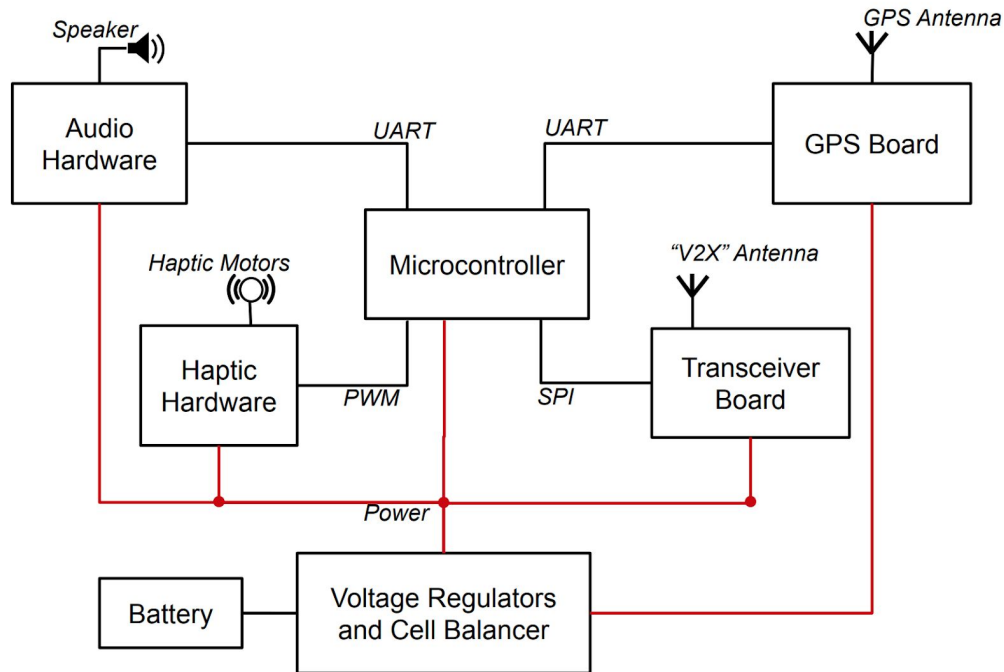 Speaker
GPS Antenna
Audio
Hardware
UART
UART
GPS Board
Haptic Motors
Microcontroller
“V2X” Antenna
Haptic
Hardware
PWM
SPI
Transceiver
Board
Power
Battery
Voltage Regulators
and Cell Balancer